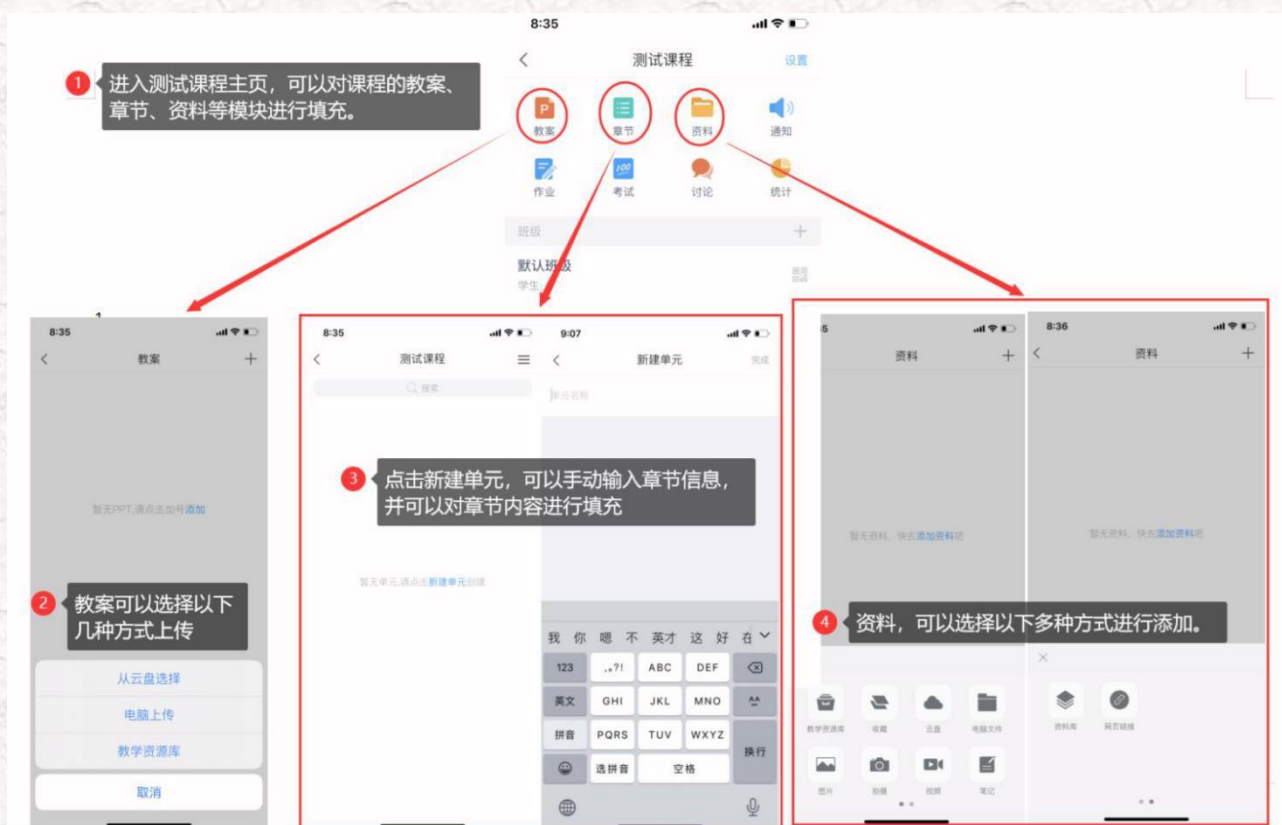 8:35
测试课程
设置
1
进入测试课程主页，可以对课程的教案、
章节、资料等模块进行填充。
P
教案
章节
资料
通知
100
作业
考试
讨论
统计
班级
默认班级
学生:
1
8:35
教案
暂无PPT,请点击加号添加
2
教案可以选择以下
几种方式上传
从云盘选择
电脑上传
教学资源库
取消
8:35
测试课程
搜索
暂无单元,请点击新建单元创建
9:07
新建单元
完成
单元名称
3
点击新建单元，可以手动输入章节信息，
并可以对章节内容进行填充
我 你 嗯 不 英才 这 好 在
123 .,?! ABC DEF
英文 GHI JKL MNO ^^
拼音 PQRS TUV WXYZ
换行
选拼音 空格
5
资料
暂无资料，快去添加资料吧
4
资料，可以选择以下多种方式进行添加。
教学资源库 收藏 云盘 电脑文件
图片 拍摄 视频 笔记
8:36
资料
暂无资料，快去添加资料吧
资料库 网页链接